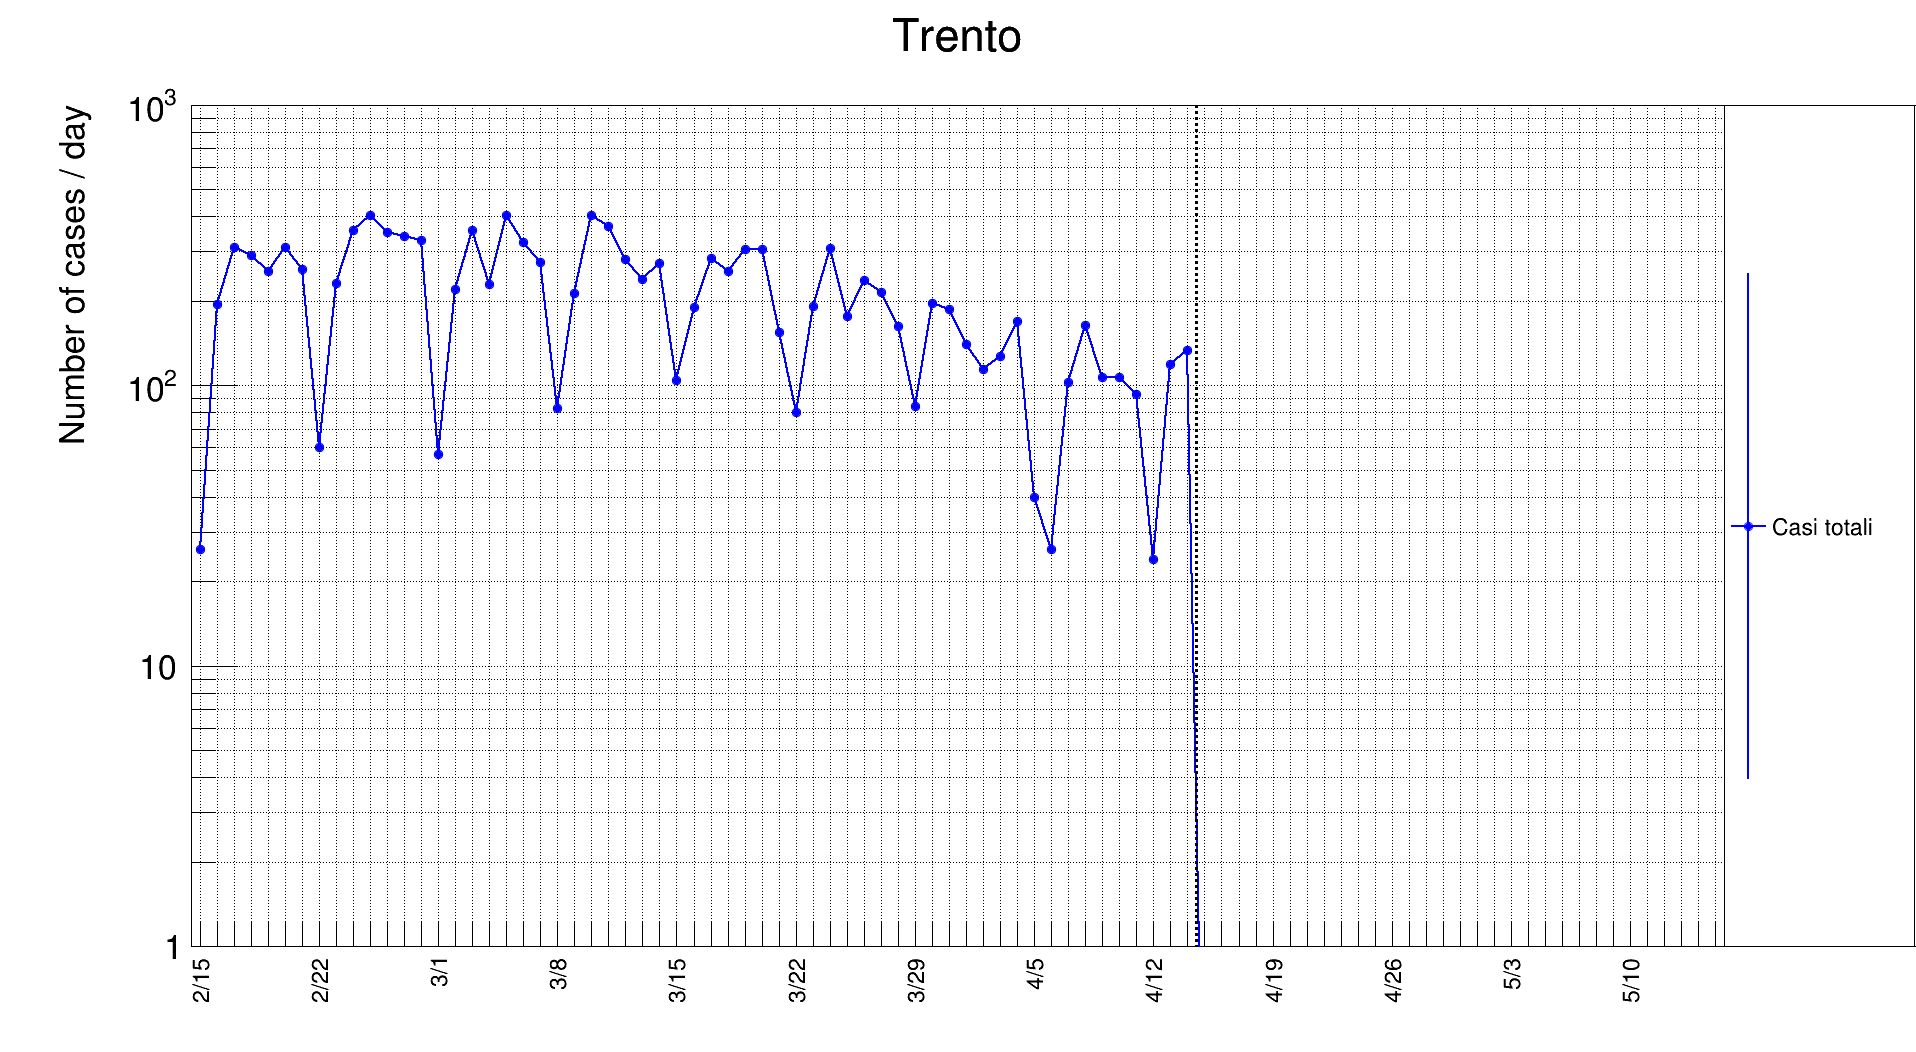 Trento
Number of cases / day
10³
10²
10
1
2/15 2/22 3/1 3/8 3/15 3/22 3/29 4/5 4/12 4/19 4/26 5/3 5/10
Casi totali